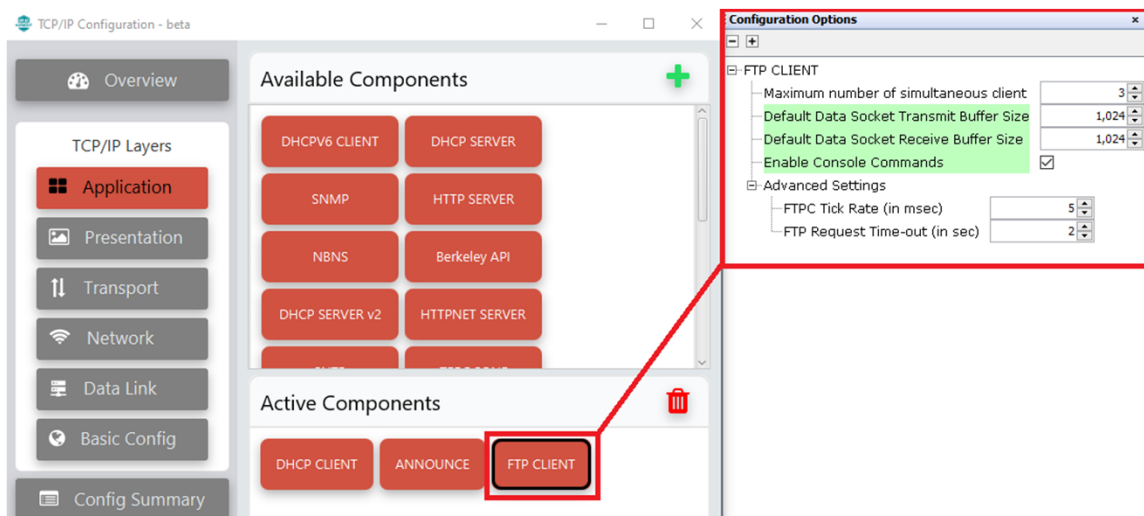 TCP/IP Configuration - beta
Overview
TCP/IP Layers
Application
Presentation
Transport
Network
Data Link
Basic Config
Config Summary
Available Components
DHCPV6 CLIENT
DHCP SERVER
SNMP
HTTP SERVER
NBNS
Berkeley API
DHCP SERVER v2
HTTPNET SERVER
Active Components
DHCP CLIENT
ANNOUNCE
FTP CLIENT
Configuration Options
FTP CLIENT
Maximum number of simultaneous client 3
Default Data Socket Transmit Buffer Size 1,024
Default Data Socket Receive Buffer Size 1,024
Enable Console Commands
Advanced Settings
FTPC Tick Rate (in msec) 5
FTP Request Time-out (in sec) 2